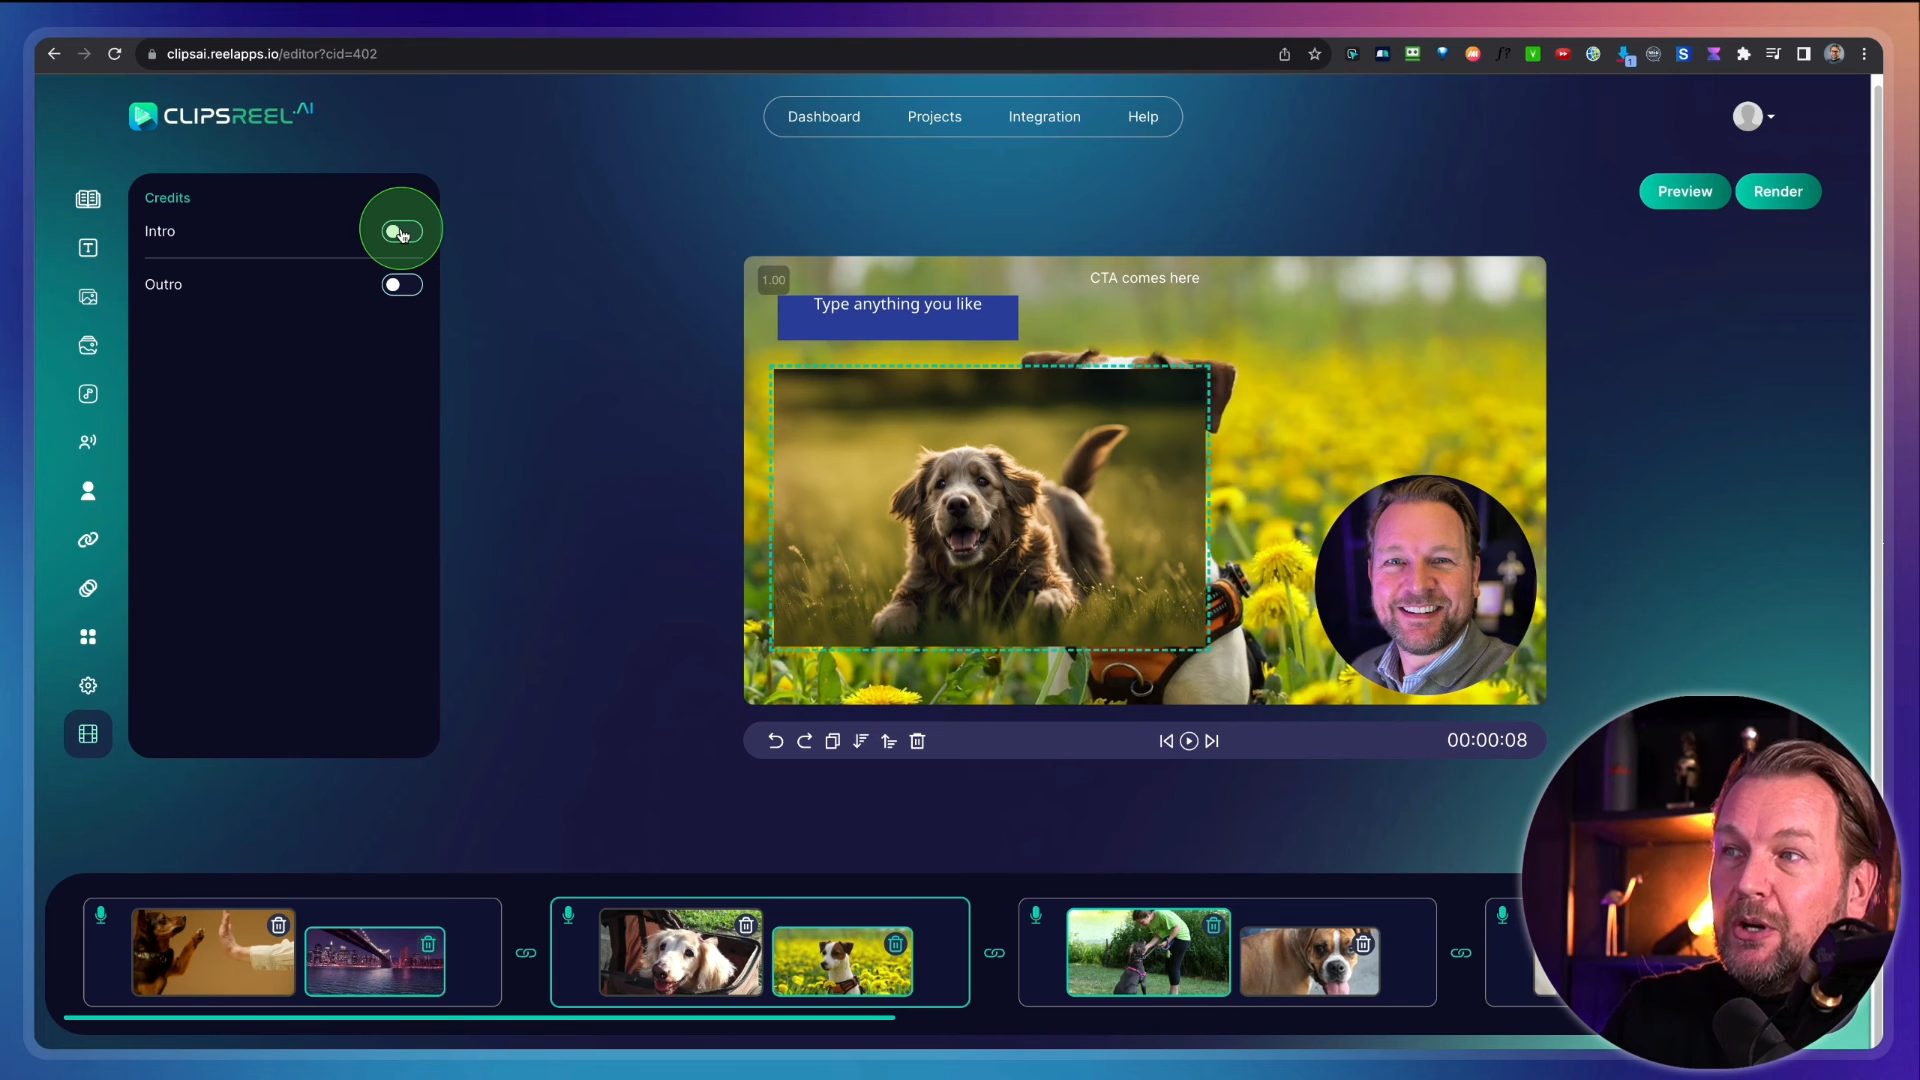 clipsai.reelapps.io/editor?cid=402
CLIPSREEL.AI
Dashboard
Projects
Integration
Help
Credits
Intro
Outro
Preview
Render
1.00
CTA comes here
Type anything you like
00:00:08